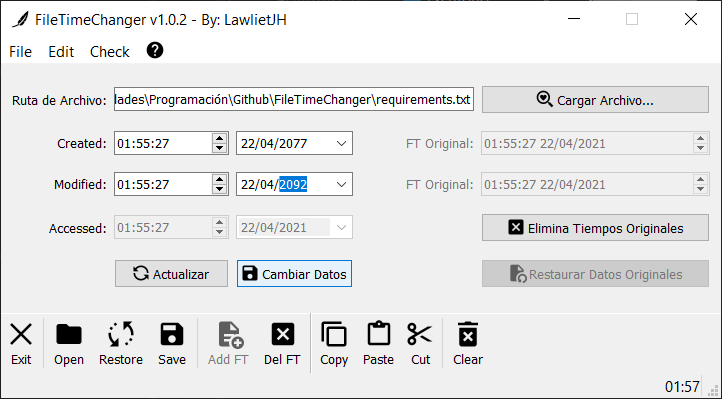 FileTimeChanger v1.0.2 - By: LawlietJH
File Edit Check ?
Ruta de Archivo: lades\Programación\Github\FileTimeChanger\requirements.txt Cargar Archivo...
Created: 01:55:27 22/04/2077 FT Original: 01:55:27 22/04/2021
Modified: 01:55:27 22/04/2092 FT Original: 01:55:27 22/04/2021
Accessed: 01:55:27 22/04/2021 Elimina Tiempos Originales
Actualizar Cambiar Datos Restaurar Datos Originales
Exit Open Restore Save Add FT Del FT Copy Paste Cut Clear
01:57